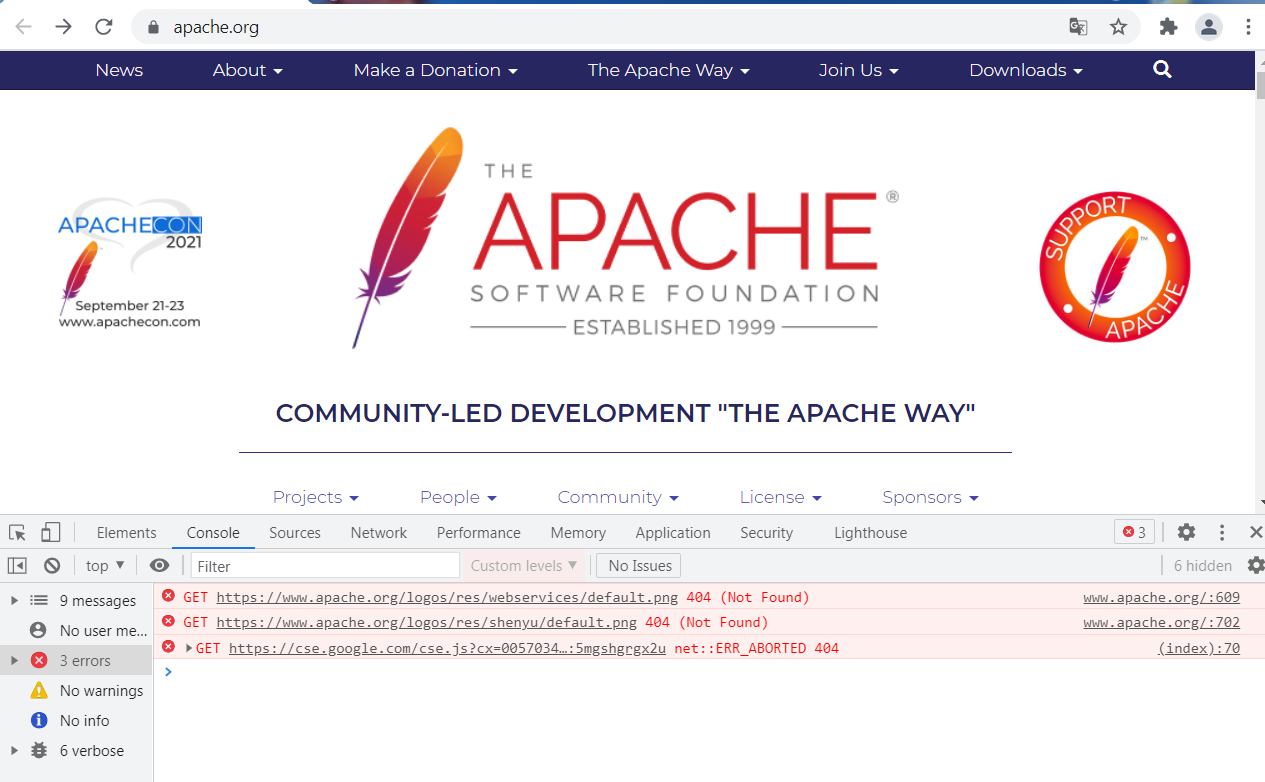 apache.org
News About Make a Donation The Apache Way Join Us Downloads
THE
APACHE®
SOFTWARE FOUNDATION
ESTABLISHED 1999
APACHECON
2021
September 21-23
www.apachecon.com
SUPPORT
APACHE
™
COMMUNITY-LED DEVELOPMENT "THE APACHE WAY"
Projects People Community License Sponsors
Elements Console Sources Network Performance Memory Application Security Lighthouse 3
top Filter Custom levels No Issues 6 hidden
9 messages
No user me...
3 errors
No warnings
No info
6 verbose
GET https://www.apache.org/logos/res/webservices/default.png 404 (Not Found) www.apache.org/:609
GET https://www.apache.org/logos/res/shenyu/default.png 404 (Not Found) www.apache.org/:702
GET https://cse.google.com/cse.js?cx=0057034…:5mgshgrgx2u net::ERR_ABORTED 404 (index):70